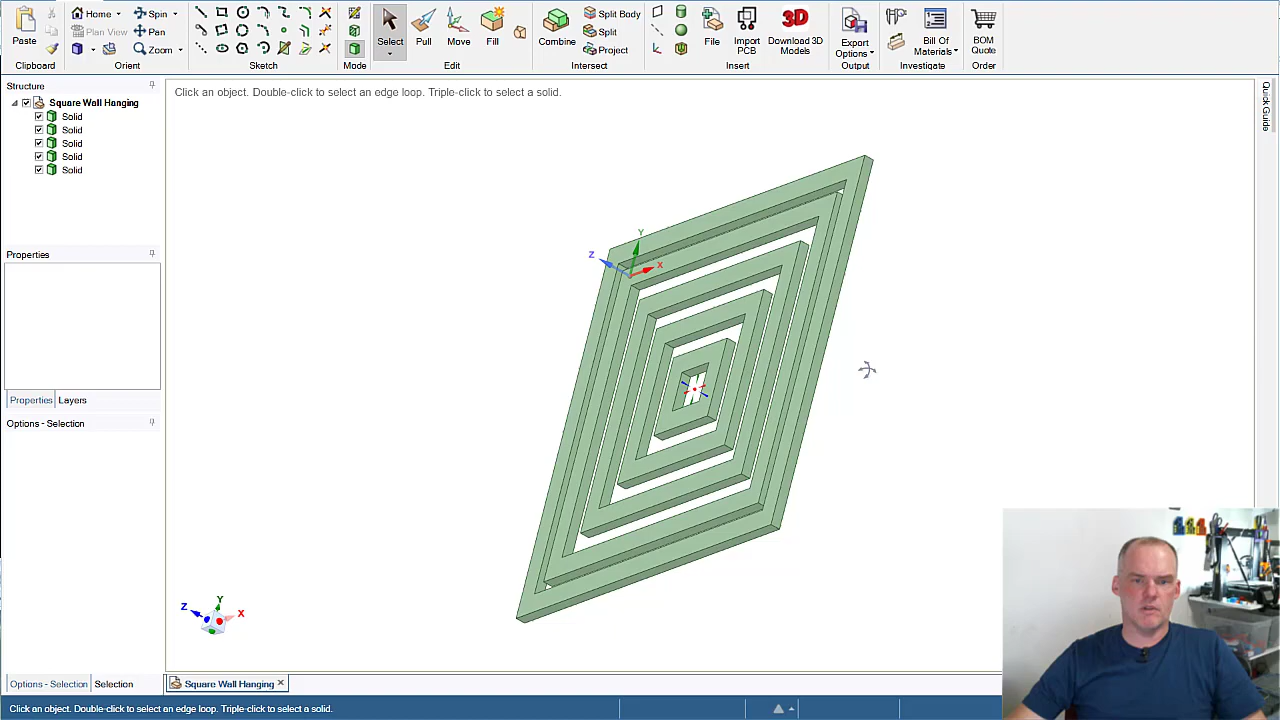 Paste
Clipboard
Home
Spin
Plan View
Pan
Zoom
Orient
Sketch
Mode
Select
Pull
Move
Fill
Edit
Combine
Split Body
Split
Project
Intersect
File
Import PCB
Download 3D Models
3D
Insert
Export Options
Output
Bill Of Materials
Investigate
BOM Quote
Order
Structure
Square Wall Hanging
Solid
Solid
Solid
Solid
Solid
Properties
Properties
Layers
Options - Selection
Options - Selection
Selection
Click an object. Double-click to select an edge loop. Triple-click to select a solid.
Quick Guide
Y
Z
X
Z
Y
X
Square Wall Hanging
Click an object. Double-click to select an edge loop. Triple-click to select a solid.